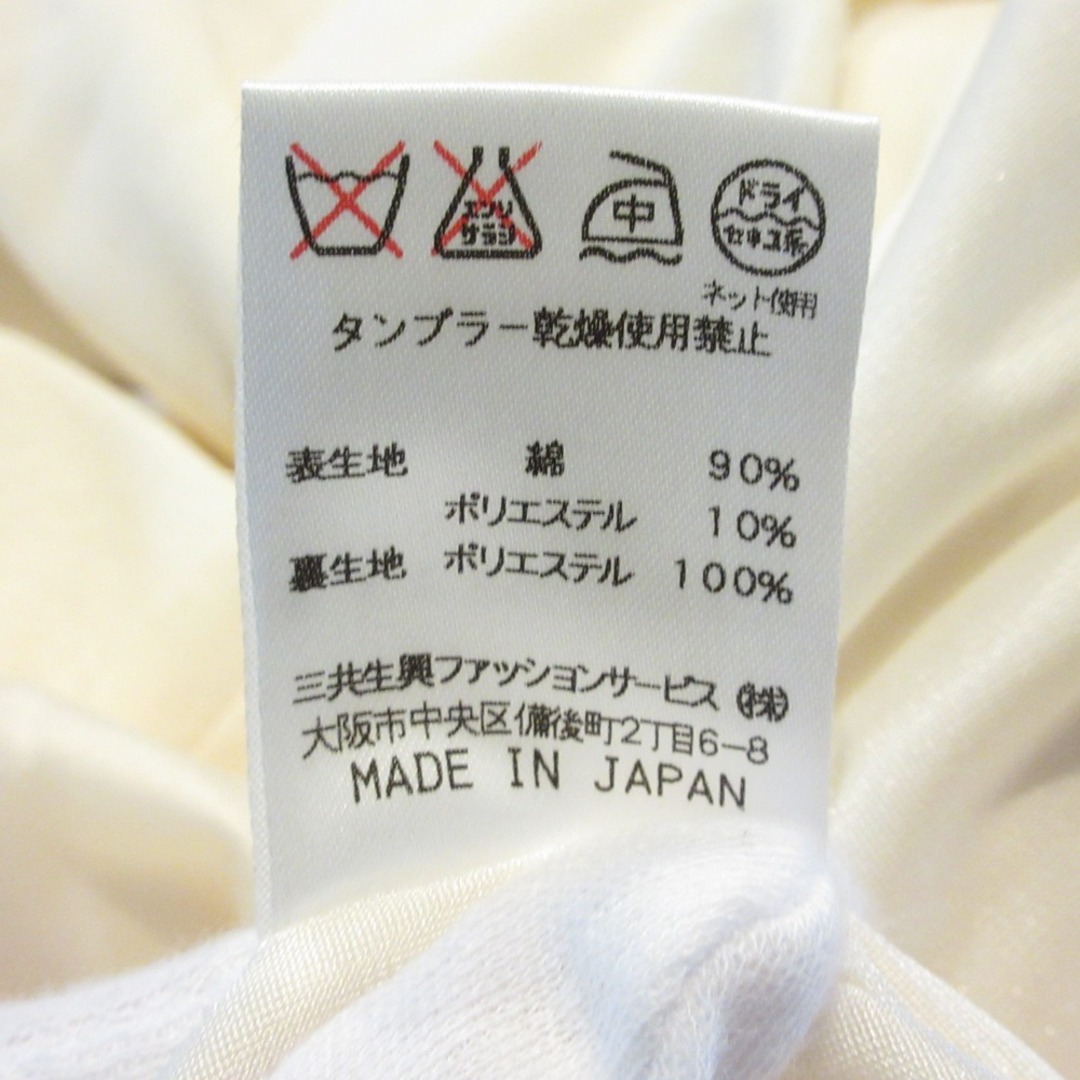 エンソ
サラシ
中
ドライ
セキユ系
ネット使用
タンブラー乾燥使用禁止
表生地 綿 90%
ポリエステル 10%
裏生地 ポリエステル 100%
三共生興ファッションサービス ㈱
大阪市中央区備後町2丁目6-8
MADE IN JAPAN